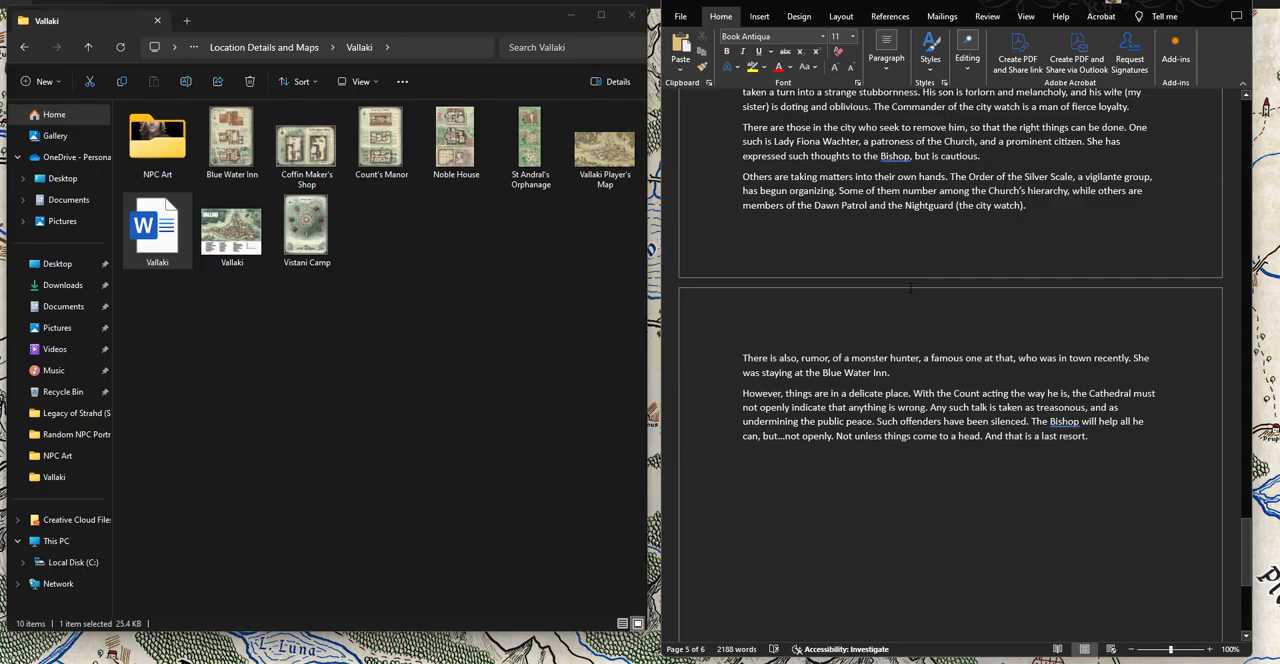 Vallaki
Location Details and Maps
Vallaki
Search Vallaki
New
Sort
View
Details
Home
Gallery
OneDrive - Persona
Desktop
Documents
Pictures
Desktop
Downloads
Documents
Pictures
Videos
Music
Recycle Bin
Legacy of Strahd (S
Random NPC Portr
NPC Art
Vallaki
Creative Cloud Files
This PC
Local Disk (C:)
Network
NPC Art
Blue Water Inn
Coffin Maker's
Shop
Count's Manor
Noble House
St Andral's
Orphanage
Vallaki Player's
Map
Vallaki
Vallaki
Vistani Camp
10 items
1 item selected 25.4 KB
File
Home
Insert
Design
Layout
References
Mailings
Review
View
Help
Acrobat
Tell me
Paste
Book Antiqua
11
Paragraph
Styles
Editing
Create PDF
and Share link
Create PDF and
Share via Outlook
Request
Signatures
Add-ins
Clipboard
Font
Styles
Adobe Acrobat
Add-ins
taken a turn into a strange stubbornness. His son is forlorn and melancholy, and his wife (my
sister) is doting and oblivious. The Commander of the city watch is a man of fierce loyalty.
There are those in the city who seek to remove him, so that the right things can be done. One
such is Lady Fiona Wachter, a patroness of the Church, and a prominent citizen. She has
expressed such thoughts to the Bishop, but is cautious.
Others are taking matters into their own hands. The Order of the Silver Scale, a vigilante group,
has begun organizing. Some of them number among the Church's hierarchy, while others are
members of the Dawn Patrol and the Nightguard (the city watch).
There is also, rumor, of a monster hunter, a famous one at that, who was in town recently. She
was staying at the Blue Water Inn.
However, things are in a delicate place. With the Count acting the way he is, the Cathedral must
not openly indicate that anything is wrong. Any such talk is taken as treasonous, and as
undermining the public peace. Such offenders have been silenced. The Bishop will help all he
can, but...not openly. Not unless things come to a head. And that is a last resort.
Page 5 of 6
2188 words
Accessibility: Investigate
100%
L. Luna